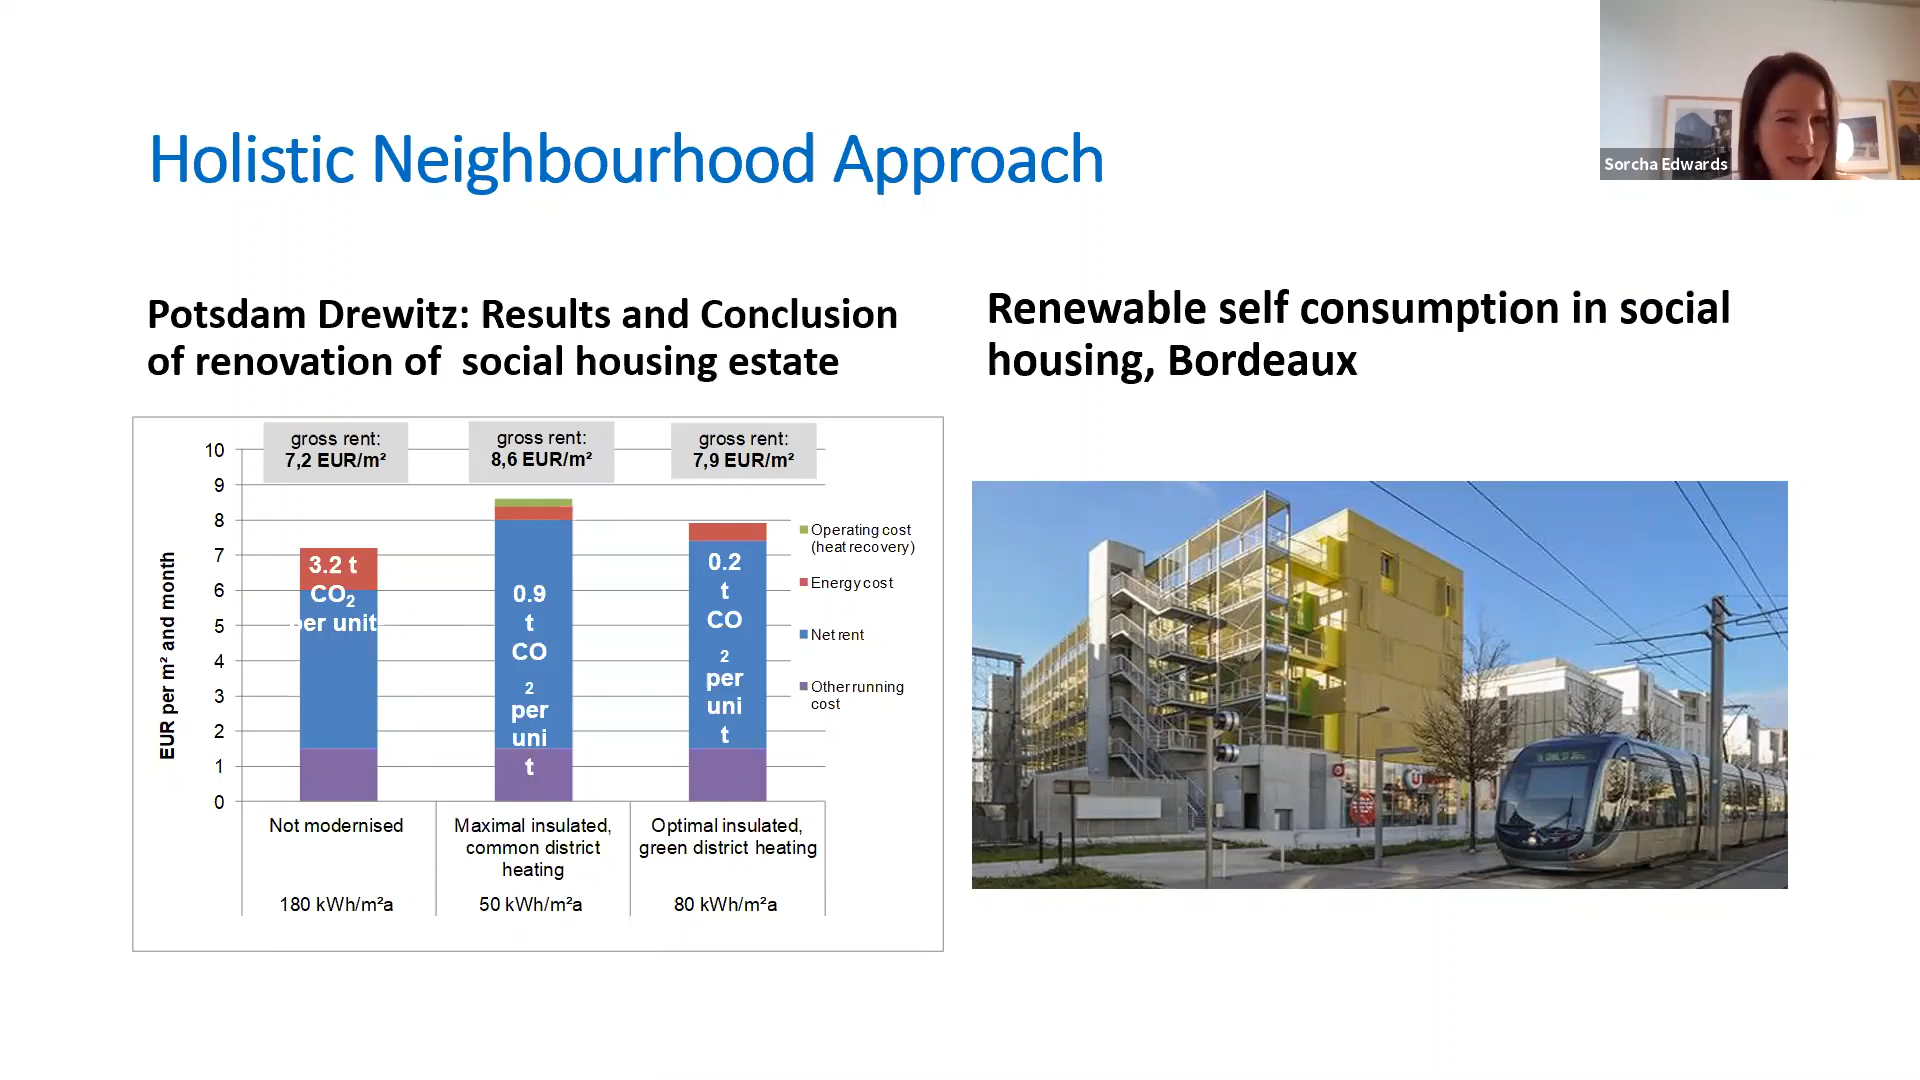 Holistic Neighbourhood Approach
Sorcha Edwards
Potsdam Drewitz: Results and Conclusion
of renovation of social housing estate
Renewable self consumption in social
housing, Bordeaux
gross rent:
7,2 EUR/m²
gross rent:
8,6 EUR/m²
gross rent:
7,9 EUR/m²
EUR per m² and month
10
9
8
7
6
5
4
3
2
1
0
3.2 t
CO₂
per unit
0.9
t
CO
2
per
uni
t
0.2
t
CO
2
per
uni
t
Operating cost
(heat recovery)
Energy cost
Net rent
Other running
cost
Not modernised
180 kWh/m²a
Maximal insulated,
common district
heating
50 kWh/m²a
Optimal insulated,
green district heating
80 kWh/m²a